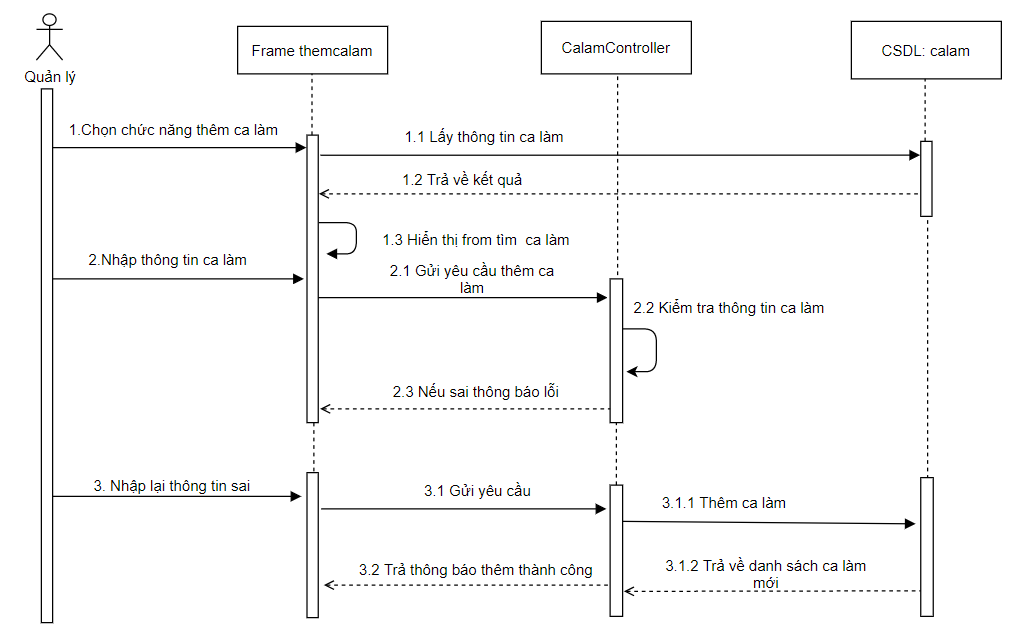 Quản lý
Frame themcalam
CalamController
CSDL: calam
1.Chọn chức năng thêm ca làm
1.1 Lấy thông tin ca làm
1.2 Trả về kết quả
1.3 Hiển thị from tìm  ca làm
2.Nhập thông tin ca làm
2.1 Gửi yêu cầu thêm ca
làm
2.2 Kiểm tra thông tin ca làm
2.3 Nếu sai thông báo lỗi
3. Nhập lại thông tin sai
3.1 Gửi yêu cầu
3.1.1 Thêm ca làm
3.1.2 Trả về danh sách ca làm
mới
3.2 Trả thông báo thêm thành công